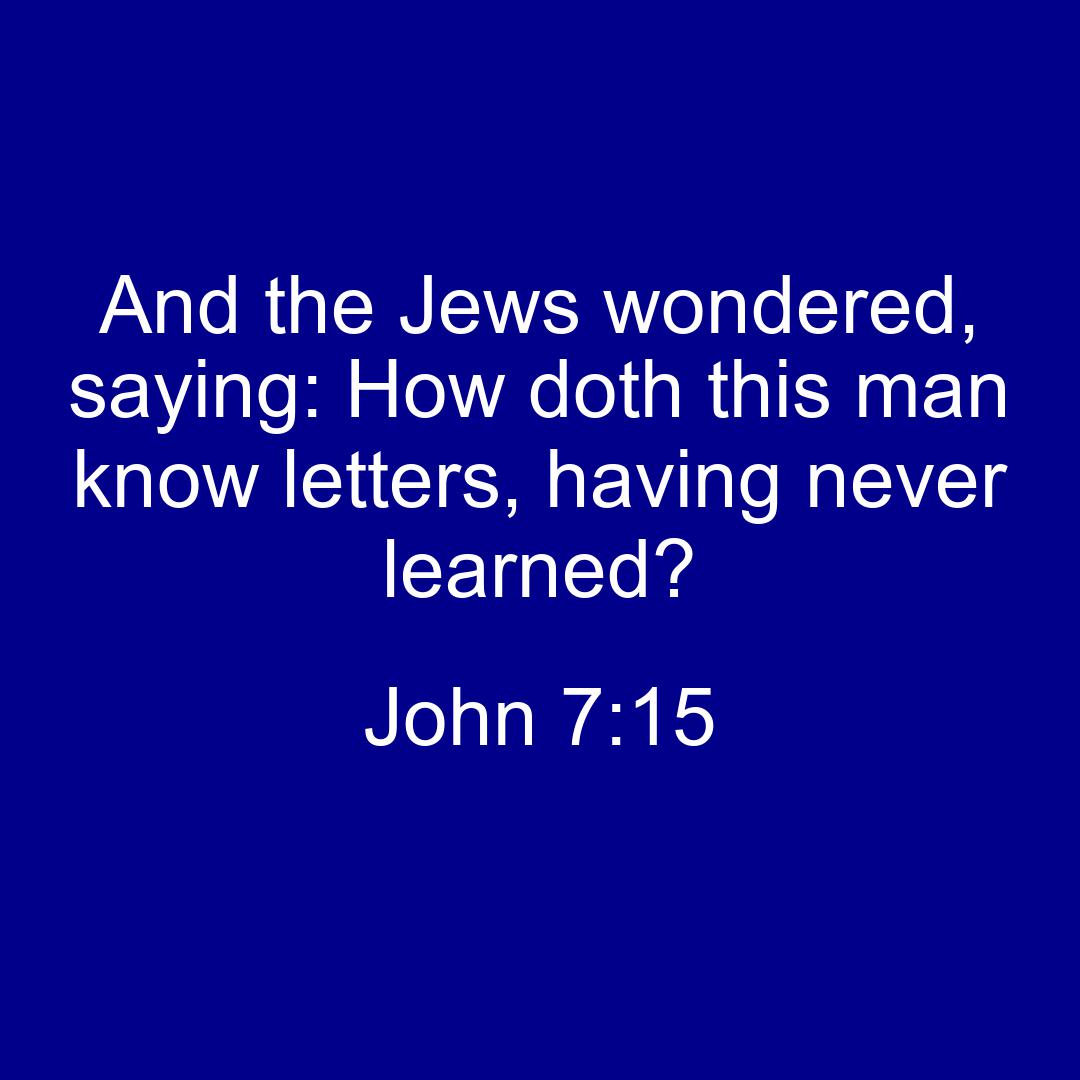 And the Jews wondered,
saying: How doth this man
know letters, having never
learned?
John 7:15